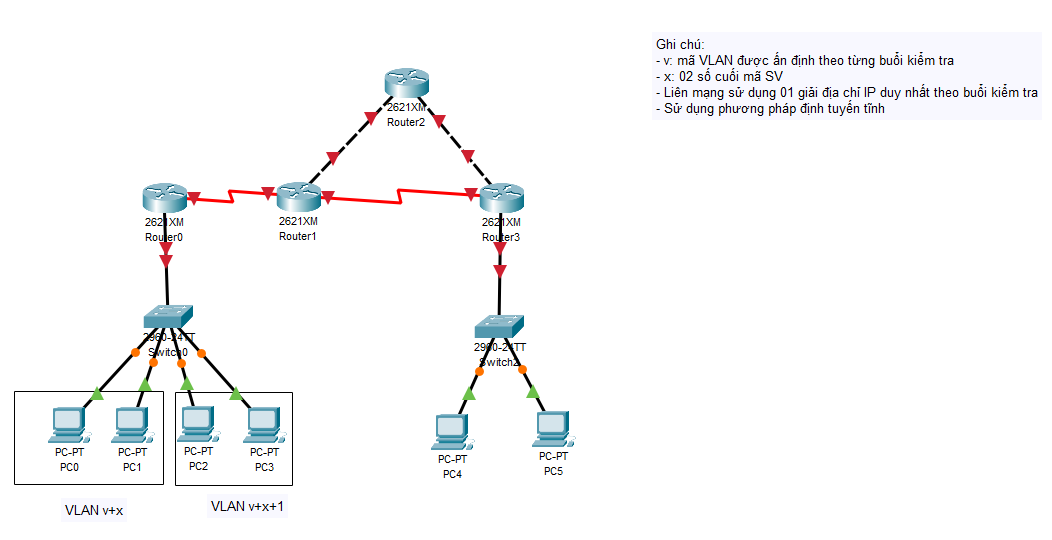 Ghi chú:
- v: mã VLAN được ấn định theo từng buổi kiểm tra
- x: 02 số cuối mã SV
- Liên mạng sử dụng 01 giải địa chỉ IP duy nhất theo buổi kiểm tra
- Sử dụng phương pháp định tuyến tĩnh
2621XM
Router2
2621XM
Router0
2621XM
Router1
2621XM
Router3
2960-24TT
Switch0
2960-24TT
Switch2
PC-PT
PC0
PC-PT
PC1
PC-PT
PC2
PC-PT
PC3
PC-PT
PC4
PC-PT
PC5
VLAN v+x
VLAN v+x+1